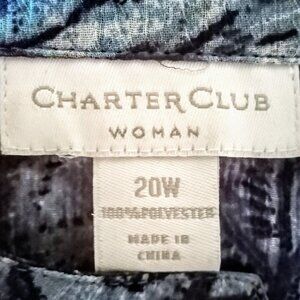 CHARTER CLUB
WOMAN
20W
100% POLYESTER
MADE IN
CHINA